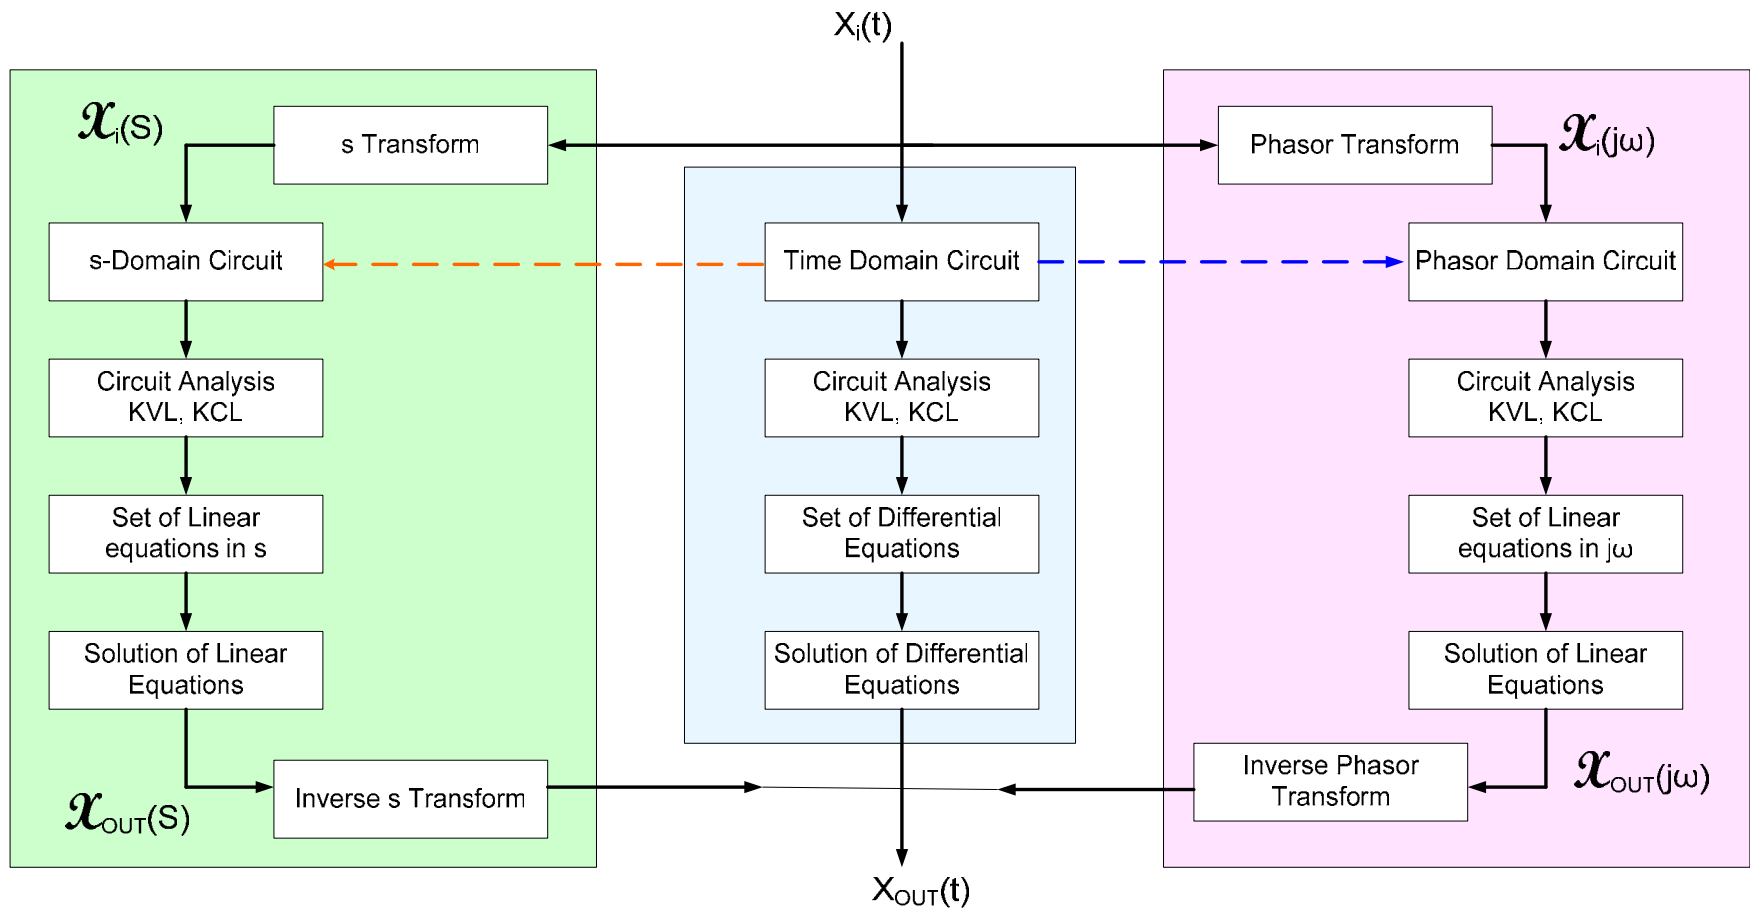 Xi(t)
𝒳i(S)
s Transform
Phasor Transform
𝒳i(jω)
s-Domain Circuit
Time Domain Circuit
Phasor Domain Circuit
Circuit Analysis
KVL, KCL
Circuit Analysis
KVL, KCL
Circuit Analysis
KVL, KCL
Set of Linear
equations in s
Set of Differential
Equations
Set of Linear
equations in jω
Solution of Linear
Equations
Solution of Differential
Equations
Solution of Linear
Equations
𝒳OUT(S)
Inverse s Transform
Inverse Phasor
Transform
𝒳OUT(jω)
XOUT(t)